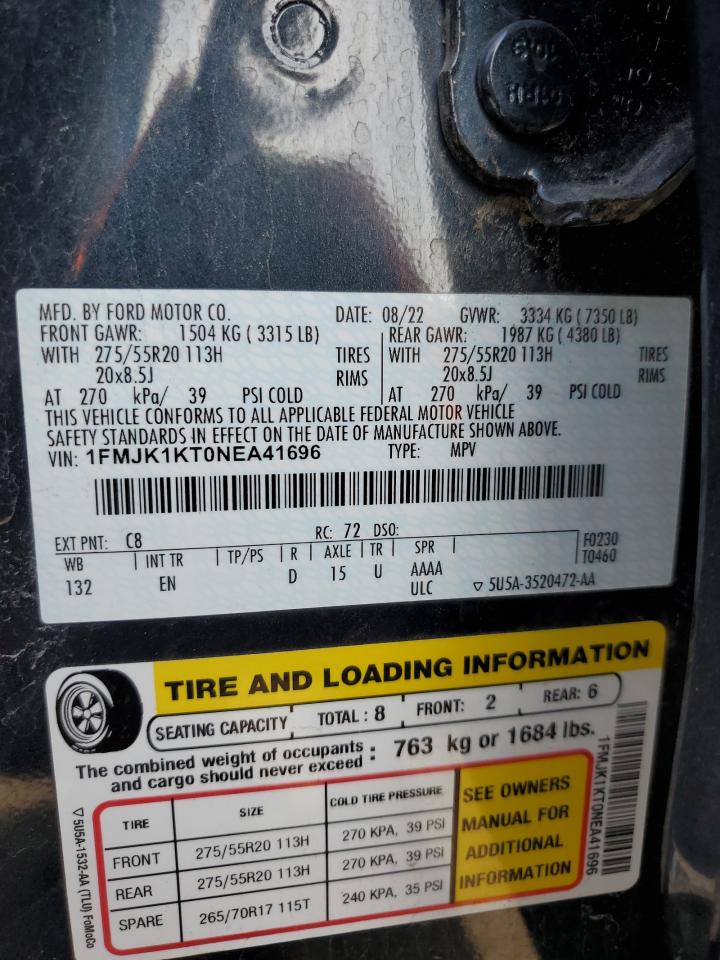 MFD. BY FORD MOTOR CO. DATE: 08/22 GVWR: 3334 KG ( 7350 LB)
FRONT GAWR: 1504 KG ( 3315 LB) REAR GAWR: 1987 KG ( 4380 LB)
WITH 275/55R20 113H TIRES WITH 275/55R20 113H TIRES
20x8.5J RIMS 20x8.5J RIMS
AT 270 kPa/ 39 PSI COLD AT 270 kPa/ 39 PSI COLD
THIS VEHICLE CONFORMS TO ALL APPLICABLE FEDERAL MOTOR VEHICLE
SAFETY STANDARDS IN EFFECT ON THE DATE OF MANUFACTURE SHOWN ABOVE.
VIN: 1FMJK1KT0NEA41696 TYPE: MPV
EXT PNT: C8 RC: 72 DSO: F0230
WB INT TR TP/PS R AXLE TR SPR T0460
132 EN D 15 U AAAA
ULC 5U5A-3520472-AA
TIRE AND LOADING INFORMATION
SEATING CAPACITY TOTAL : 8 FRONT: 2 REAR: 6
The combined weight of occupants
and cargo should never exceed : 763 kg or 1684 lbs.
TIRE SIZE COLD TIRE PRESSURE
FRONT 275/55R20 113H 270 KPA, 39 PSI
REAR 275/55R20 113H 270 KPA, 39 PSI
SPARE 265/70R17 115T 240 KPA, 35 PSI
SEE OWNERS
MANUAL FOR
ADDITIONAL
INFORMATION
1FMJK1KT0NEA41696
5U5A-1532-AA (TLU) FoMoCo